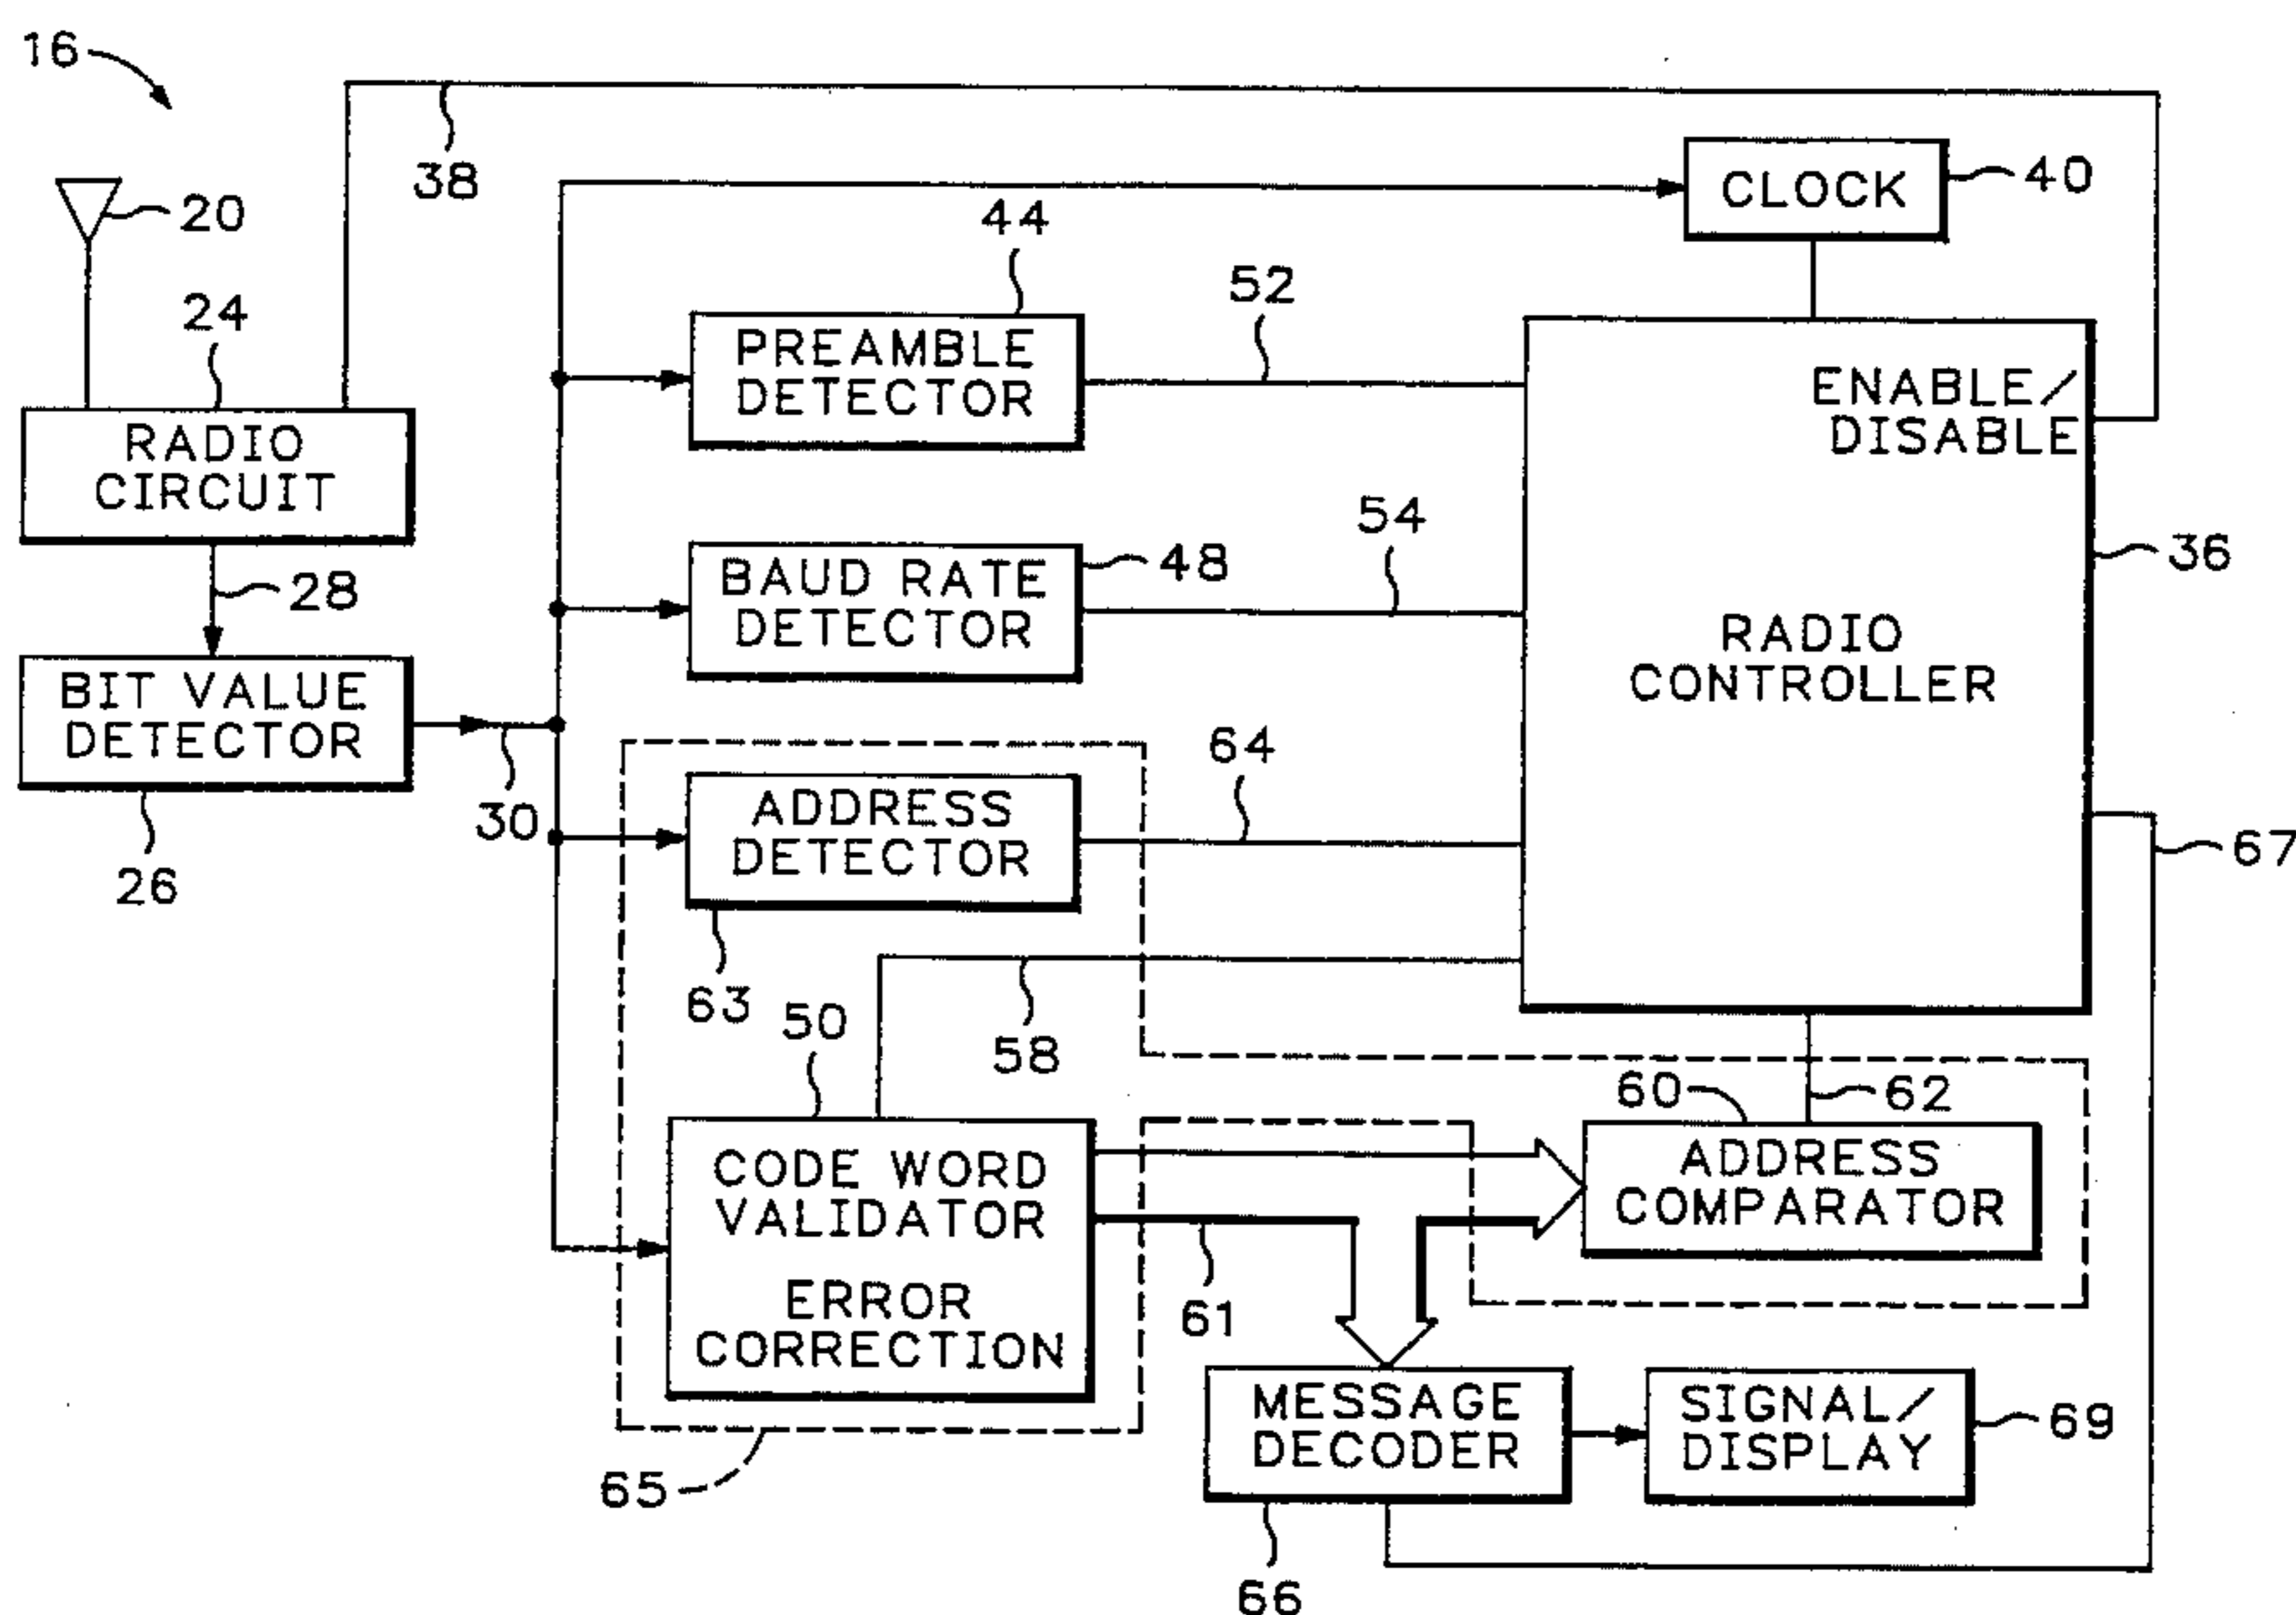 16
38
20
CLOCK
40
44
52
24
PREAMBLE
DETECTOR
ENABLE/
DISABLE
RADIO
CIRCUIT
54
28
BAUD RATE
DETECTOR
48
36
RADIO
CONTROLLER
BIT VALUE
DETECTOR
30
26
64
ADDRESS
DETECTOR
67
63
50
58
60
62
CODE WORD
VALIDATOR
ERROR
CORRECTION
ADDRESS
COMPARATOR
61
65
MESSAGE
DECODER
SIGNAL/
DISPLAY
69
66